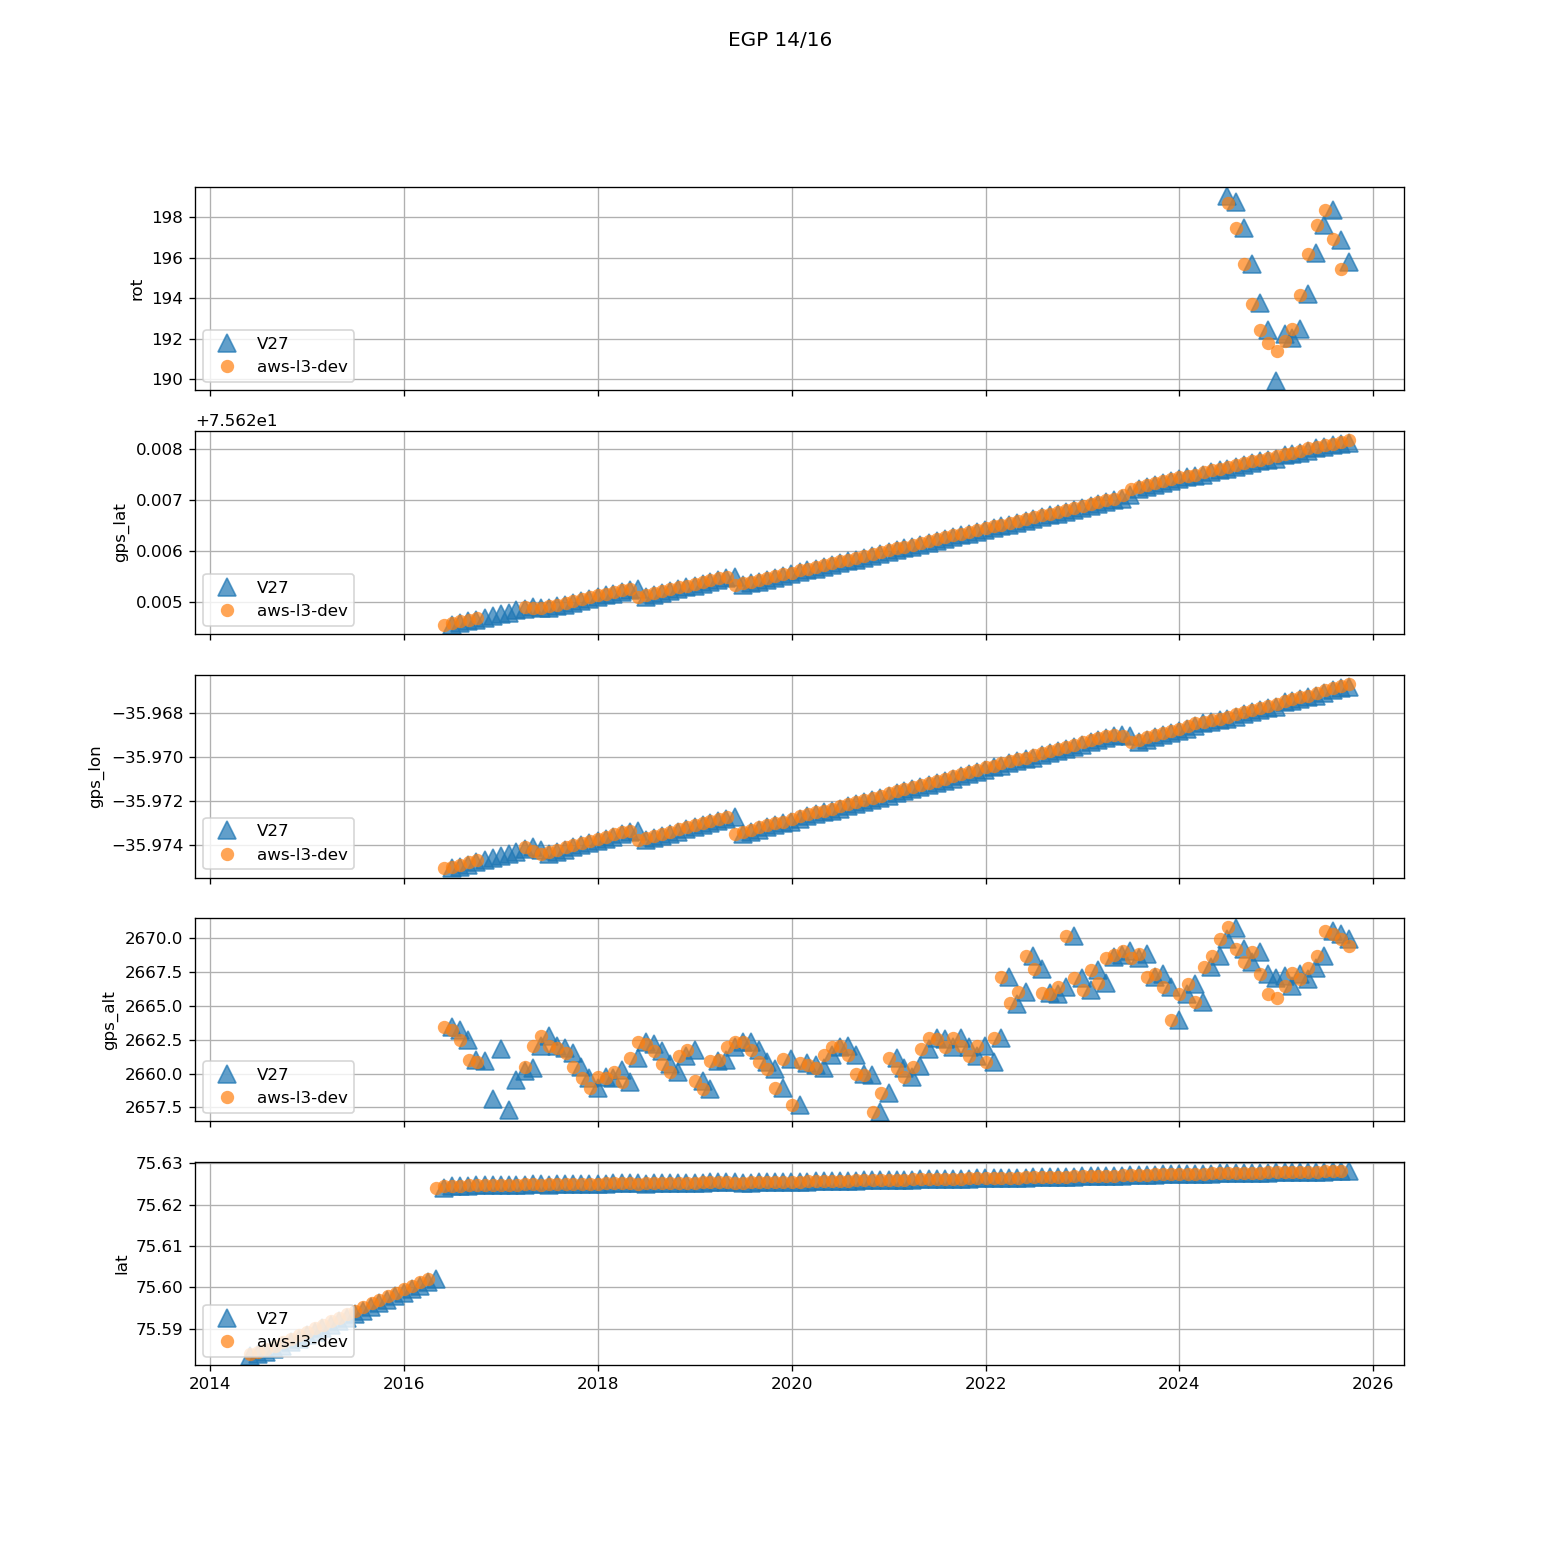 EGP 14/16
198
196
194
192
190
rot
V27
aws-l3-dev
+7.562e1
0.008
0.007
0.006
0.005
gps_lat
V27
aws-l3-dev
−35.968
−35.970
−35.972
−35.974
gps_lon
V27
aws-l3-dev
2670.0
2667.5
2665.0
2662.5
2660.0
2657.5
gps_alt
V27
aws-l3-dev
75.63
75.62
75.61
75.60
75.59
lat
V27
aws-l3-dev
2014 2016 2018 2020 2022 2024 2026